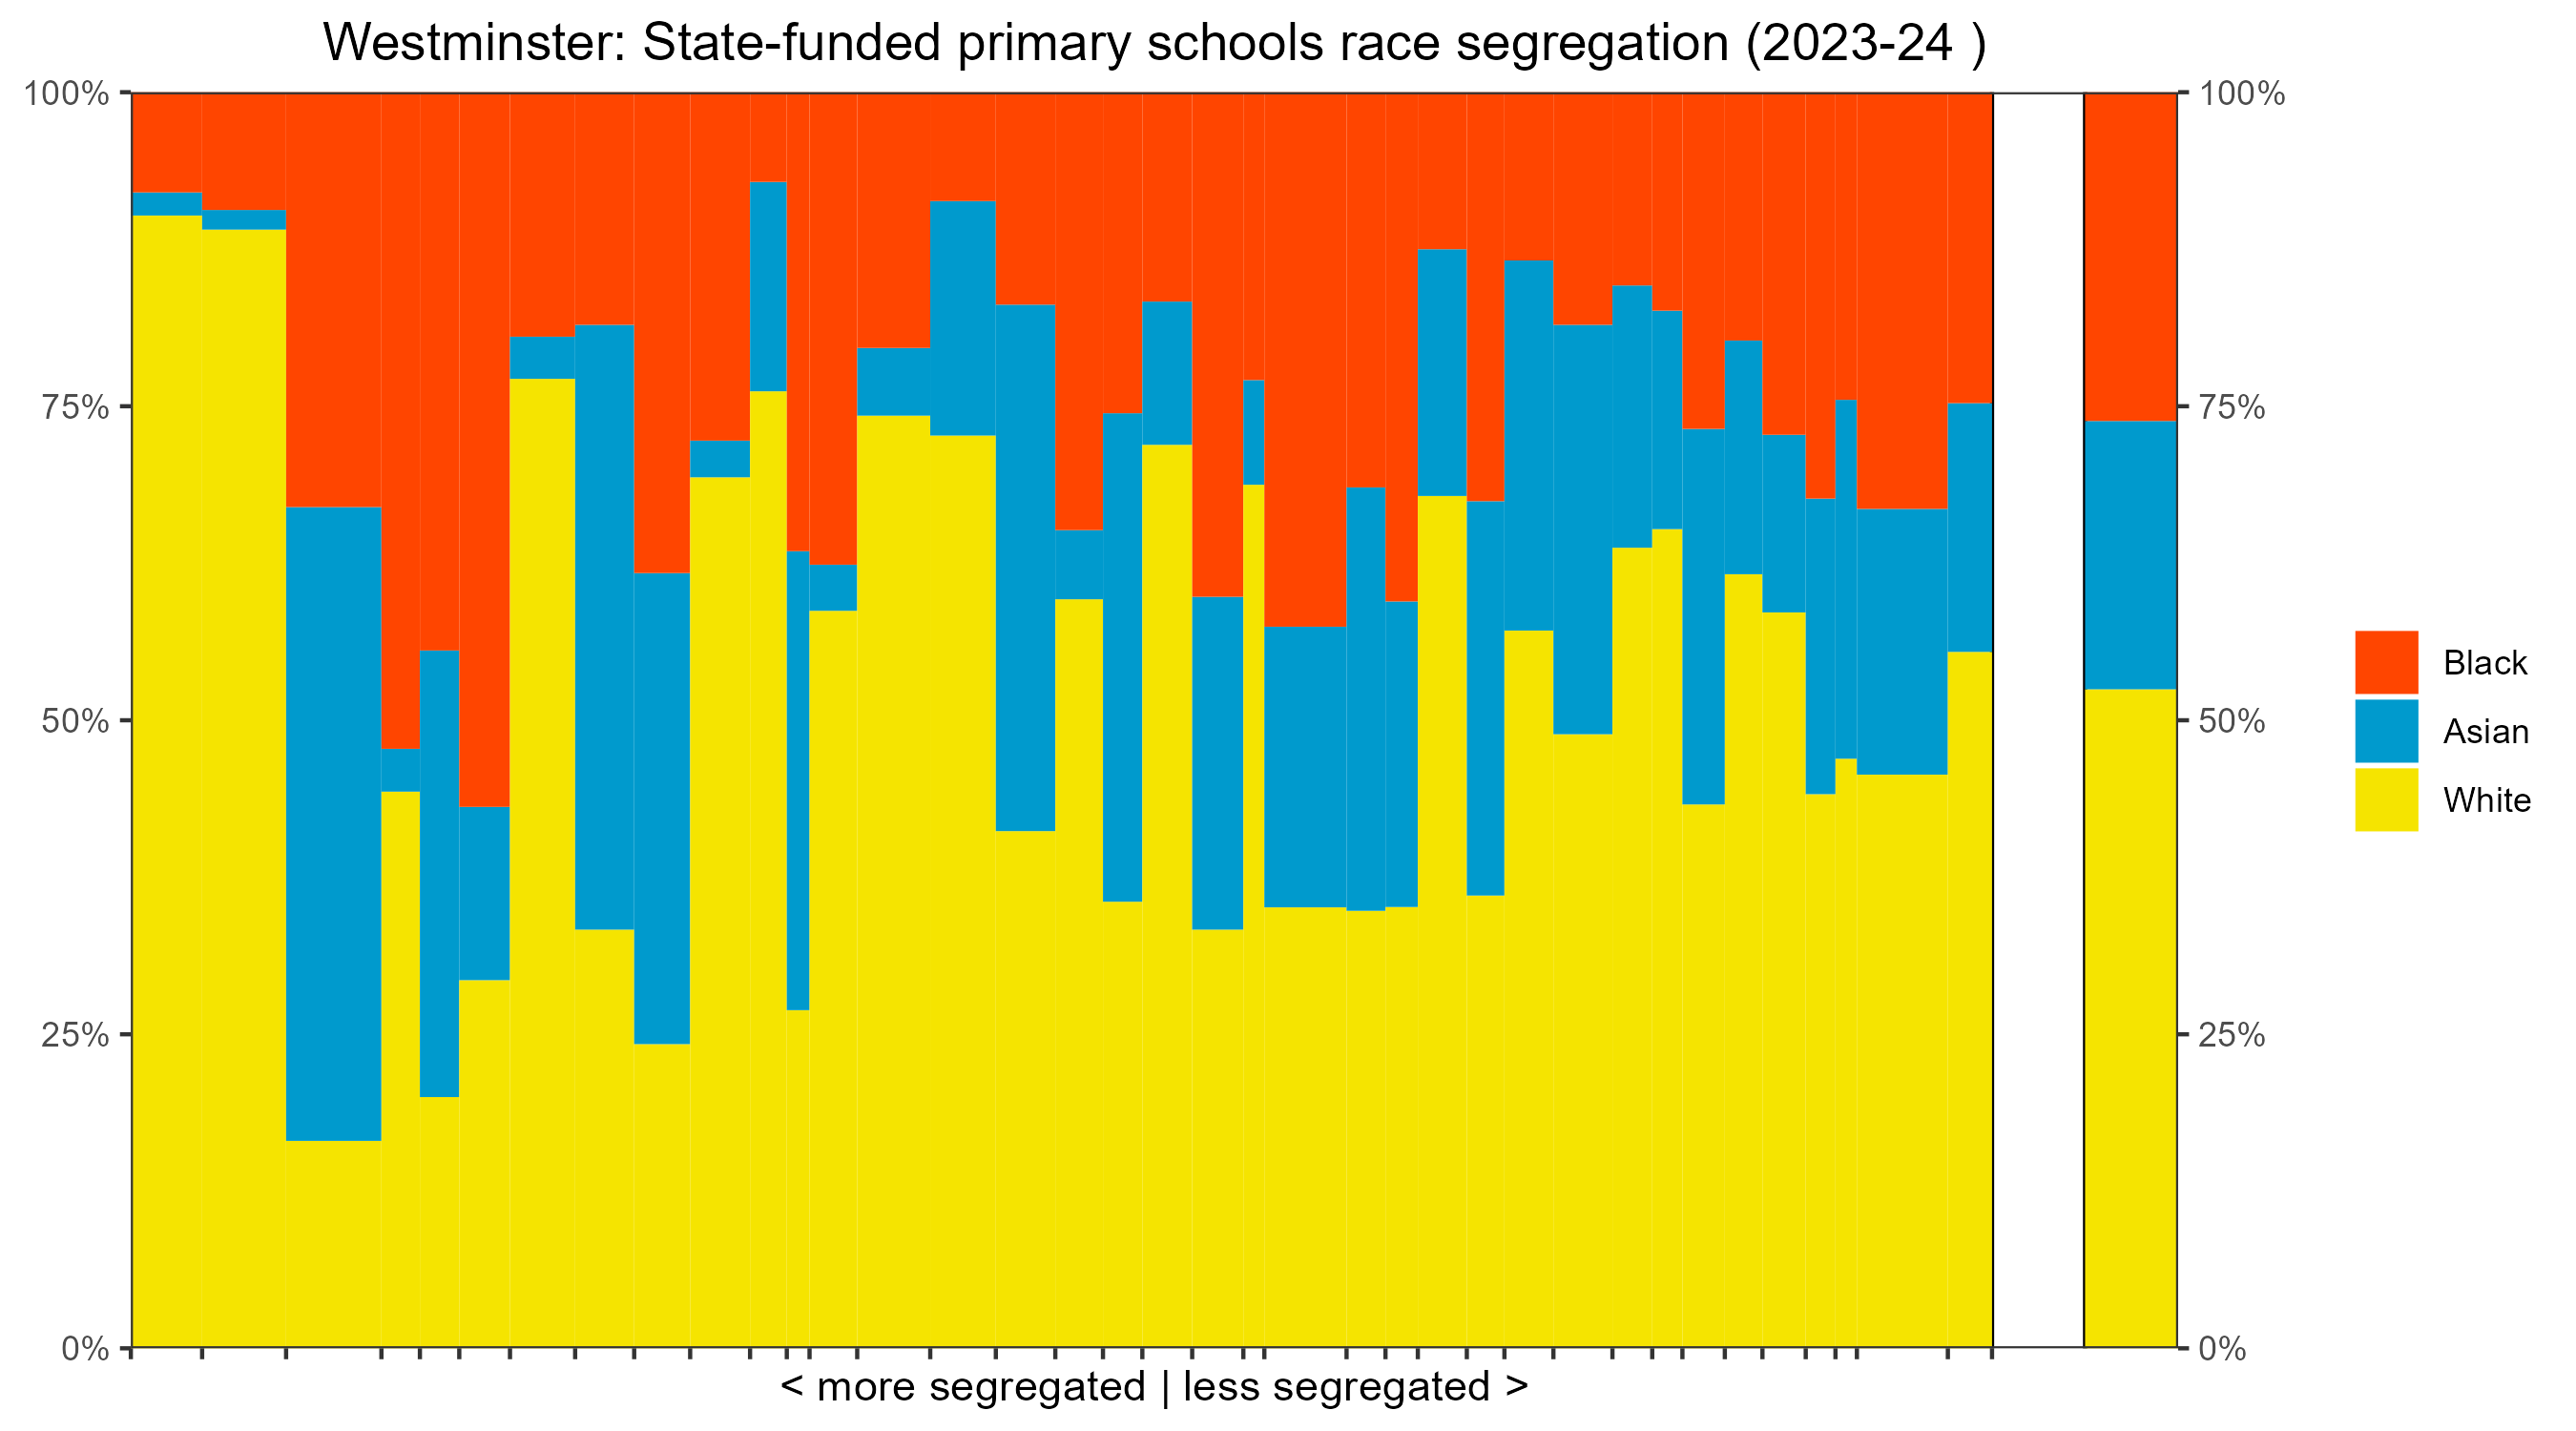 Westminster: State-funded primary schools race segregation (2023-24 )
100%
75%
50%
25%
0%
100%
75%
50%
25%
0%
< more segregated | less segregated >
Black
Asian
White